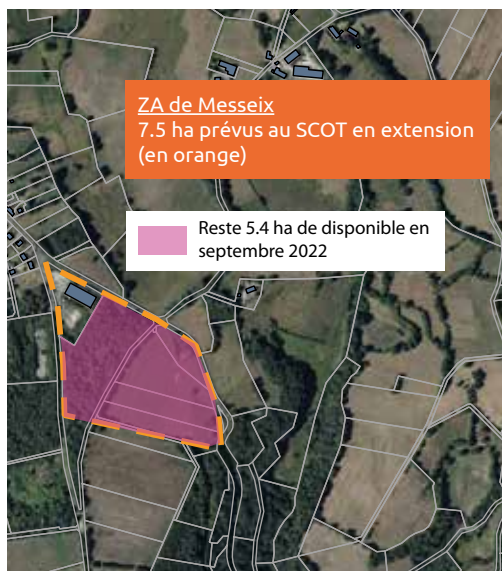 ZA de Messeix
7.5 ha prévus au SCOT en extension
(en orange)
Reste 5.4 ha de disponible en
septembre 2022